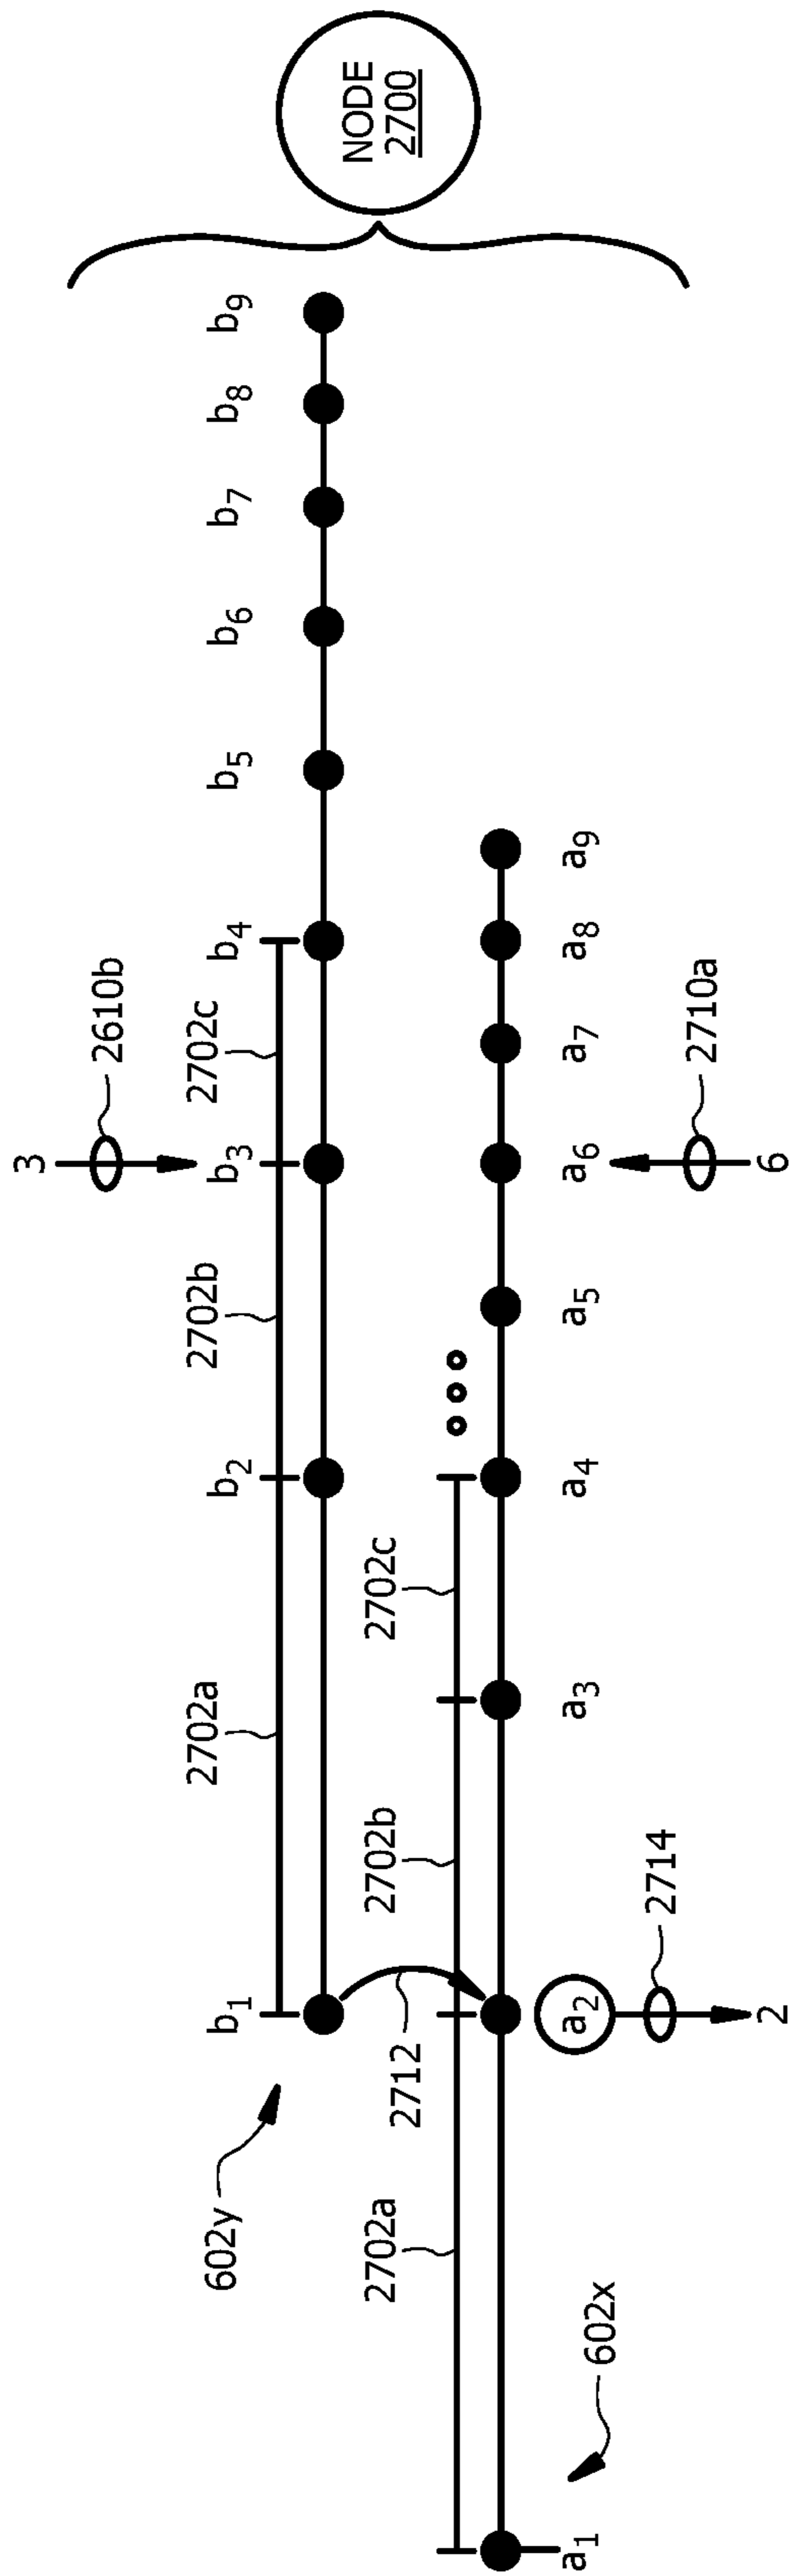 NODE
2700
3
2610b
b1 b2 b3 b4 b5 b6 b7 b8 b9
2702a 2702b 2702c
602y
2712
2702a 2702b 2702c
a1 a2 a3 a4 a5 a6 a7 a8 a9
602x
2714
2
2710a
6